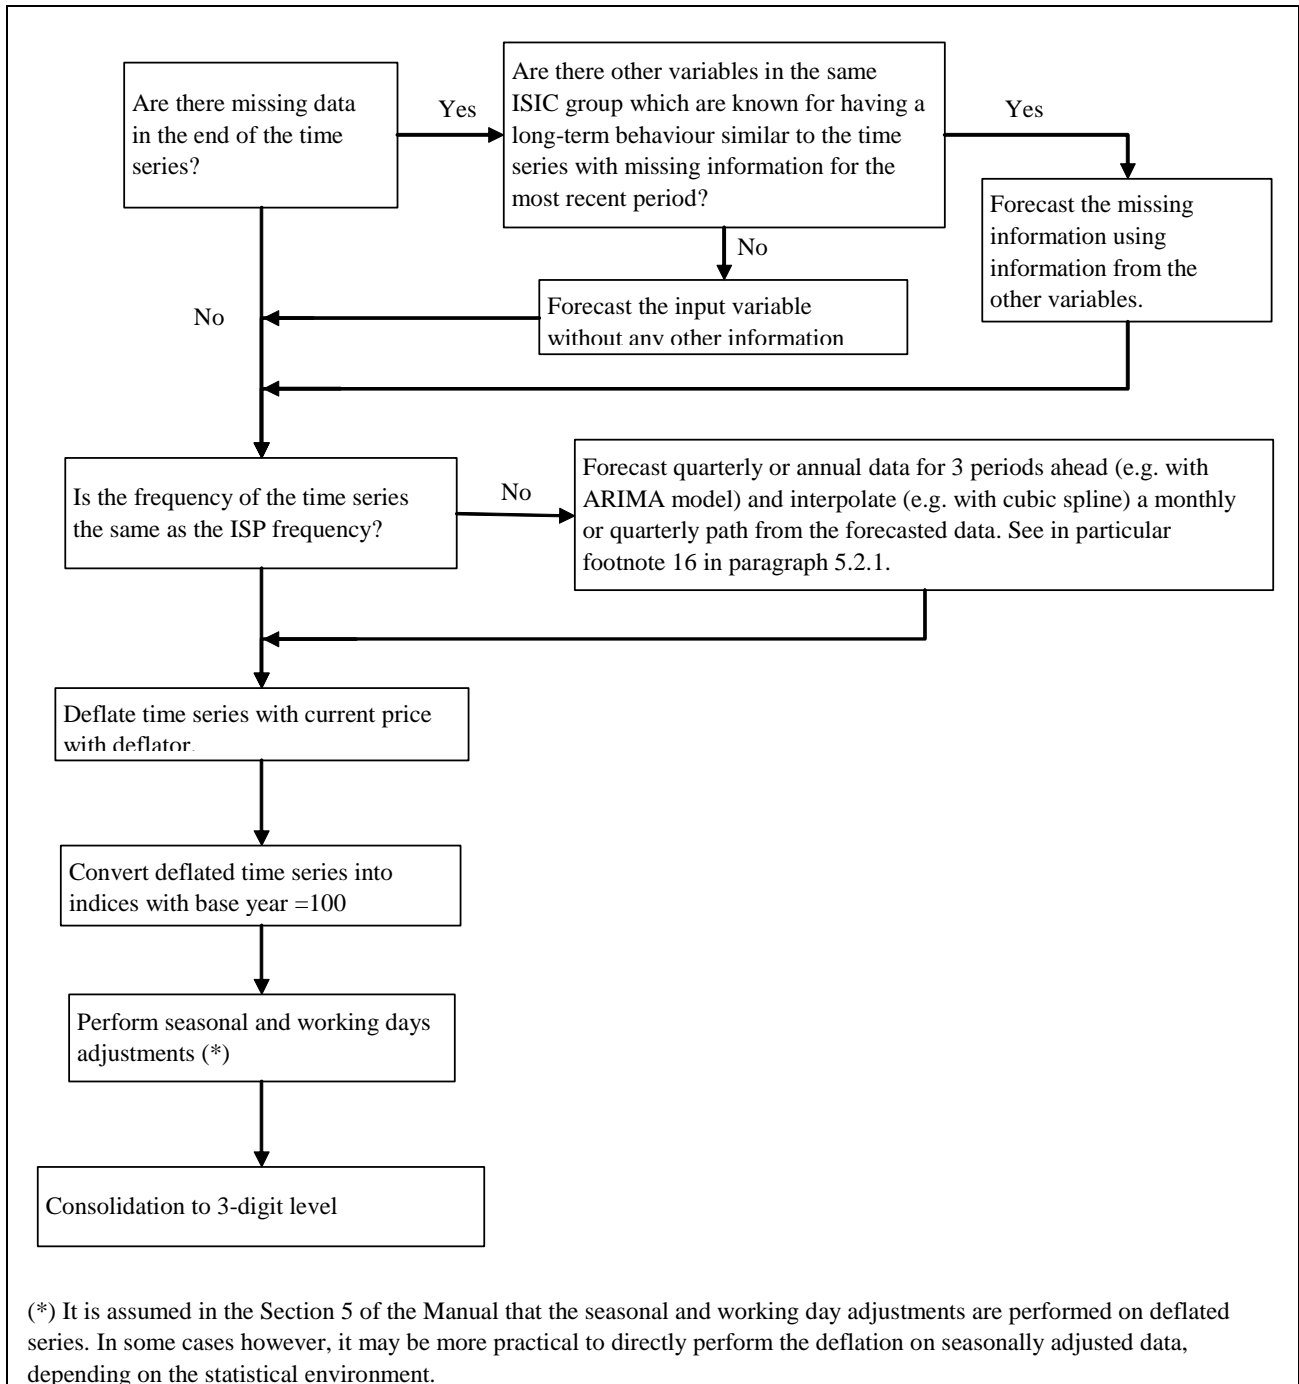 Are there missing data
in the end of the time
series?
Yes
Are there other variables in the same
ISIC group which are known for having a
long-term behaviour similar to the time
series with missing information for the
most recent period?
Yes
Forecast the missing
information using
information from the
other variables.
No
Forecast the input variable
without any other information
No
Is the frequency of the time series
the same as the ISP frequency?
No
Forecast quarterly or annual data for 3 periods ahead (e.g. with
ARIMA model) and interpolate (e.g. with cubic spline) a monthly
or quarterly path from the forecasted data. See in particular
footnote 16 in paragraph 5.2.1.
Deflate time series with current price
with deflator.
Convert deflated time series into
indices with base year =100
Perform seasonal and working days
adjustments (*)
Consolidation to 3-digit level
(*) It is assumed in the Section 5 of the Manual that the seasonal and working day adjustments are performed on deflated
series. In some cases however, it may be more practical to directly perform the deflation on seasonally adjusted data,
depending on the statistical environment.